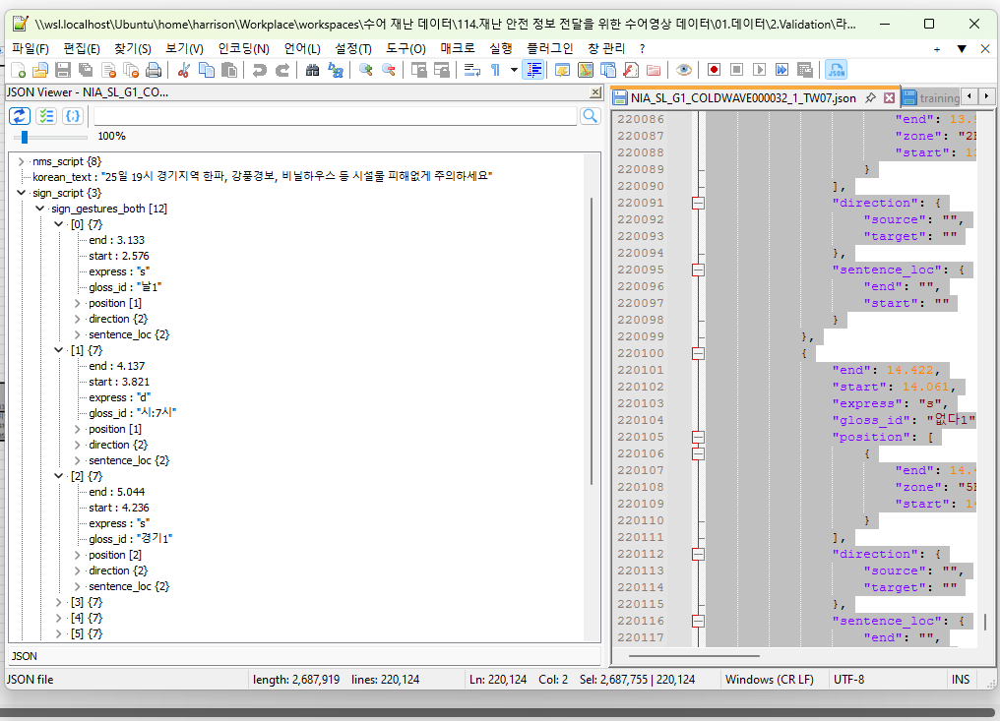 \\wsl.localhost\Ubuntu\home\harrison\Workplace\workspaces\수어 재난 데이터\114.재난 안전 정보 전달을 위한 수어영상 데이터\01.데이터\2.Validation\라...
파일(F) 편집(E) 찾기(S) 보기(V) 인코딩(N) 언어(L) 설정(T) 도구(O) 매크로 실행 플러그인 창 관리 ?
JSON Viewer - NIA_SL_G1_CO...
100%
nms_script {8}
korean_text : "25일 19시 경기지역 한파, 강풍경보, 비닐하우스 등 시설물 피해없게 주의하세요"
sign_script {3}
sign_gestures_both [12]
[0] {7}
end : 3.133
start : 2.576
express : "s"
gloss_id : "날1"
position [1]
direction {2}
sentence_loc {2}
[1] {7}
end : 4.137
start : 3.821
express : "d"
gloss_id : "시:7시"
position [1]
direction {2}
sentence_loc {2}
[2] {7}
end : 5.044
start : 4.236
express : "s"
gloss_id : "경기1"
position [2]
direction {2}
sentence_loc {2}
[3] {7}
[4] {7}
[5] {7}
JSON
NIA_SL_G1_COLDWAVE000032_1_TW07.json
training
220086 "end": 13.
220087 "zone": "2
220088 "start": 1
220089 }
220090 ],
220091 "direction": {
220092 "source": "",
220093 "target": ""
220094 },
220095 "sentence_loc": {
220096 "end": "",
220097 "start": ""
220098 }
220099 },
220100 {
220101 "end": 14.422,
220102 "start": 14.061,
220103 "express": "s",
220104 "gloss_id": "없다1"
220105 "position": [
220106 {
220107 "end": 14.
220108 "zone": "5
220109 "start": 1
220110 }
220111 ],
220112 "direction": {
220113 "source": "",
220114 "target": ""
220115 },
220116 "sentence_loc": {
220117 "end": "",
JSON file length: 2,687,919 lines: 220,124 Ln: 220,124 Col: 2 Sel: 2,687,755 | 220,124 Windows (CR LF) UTF-8 INS